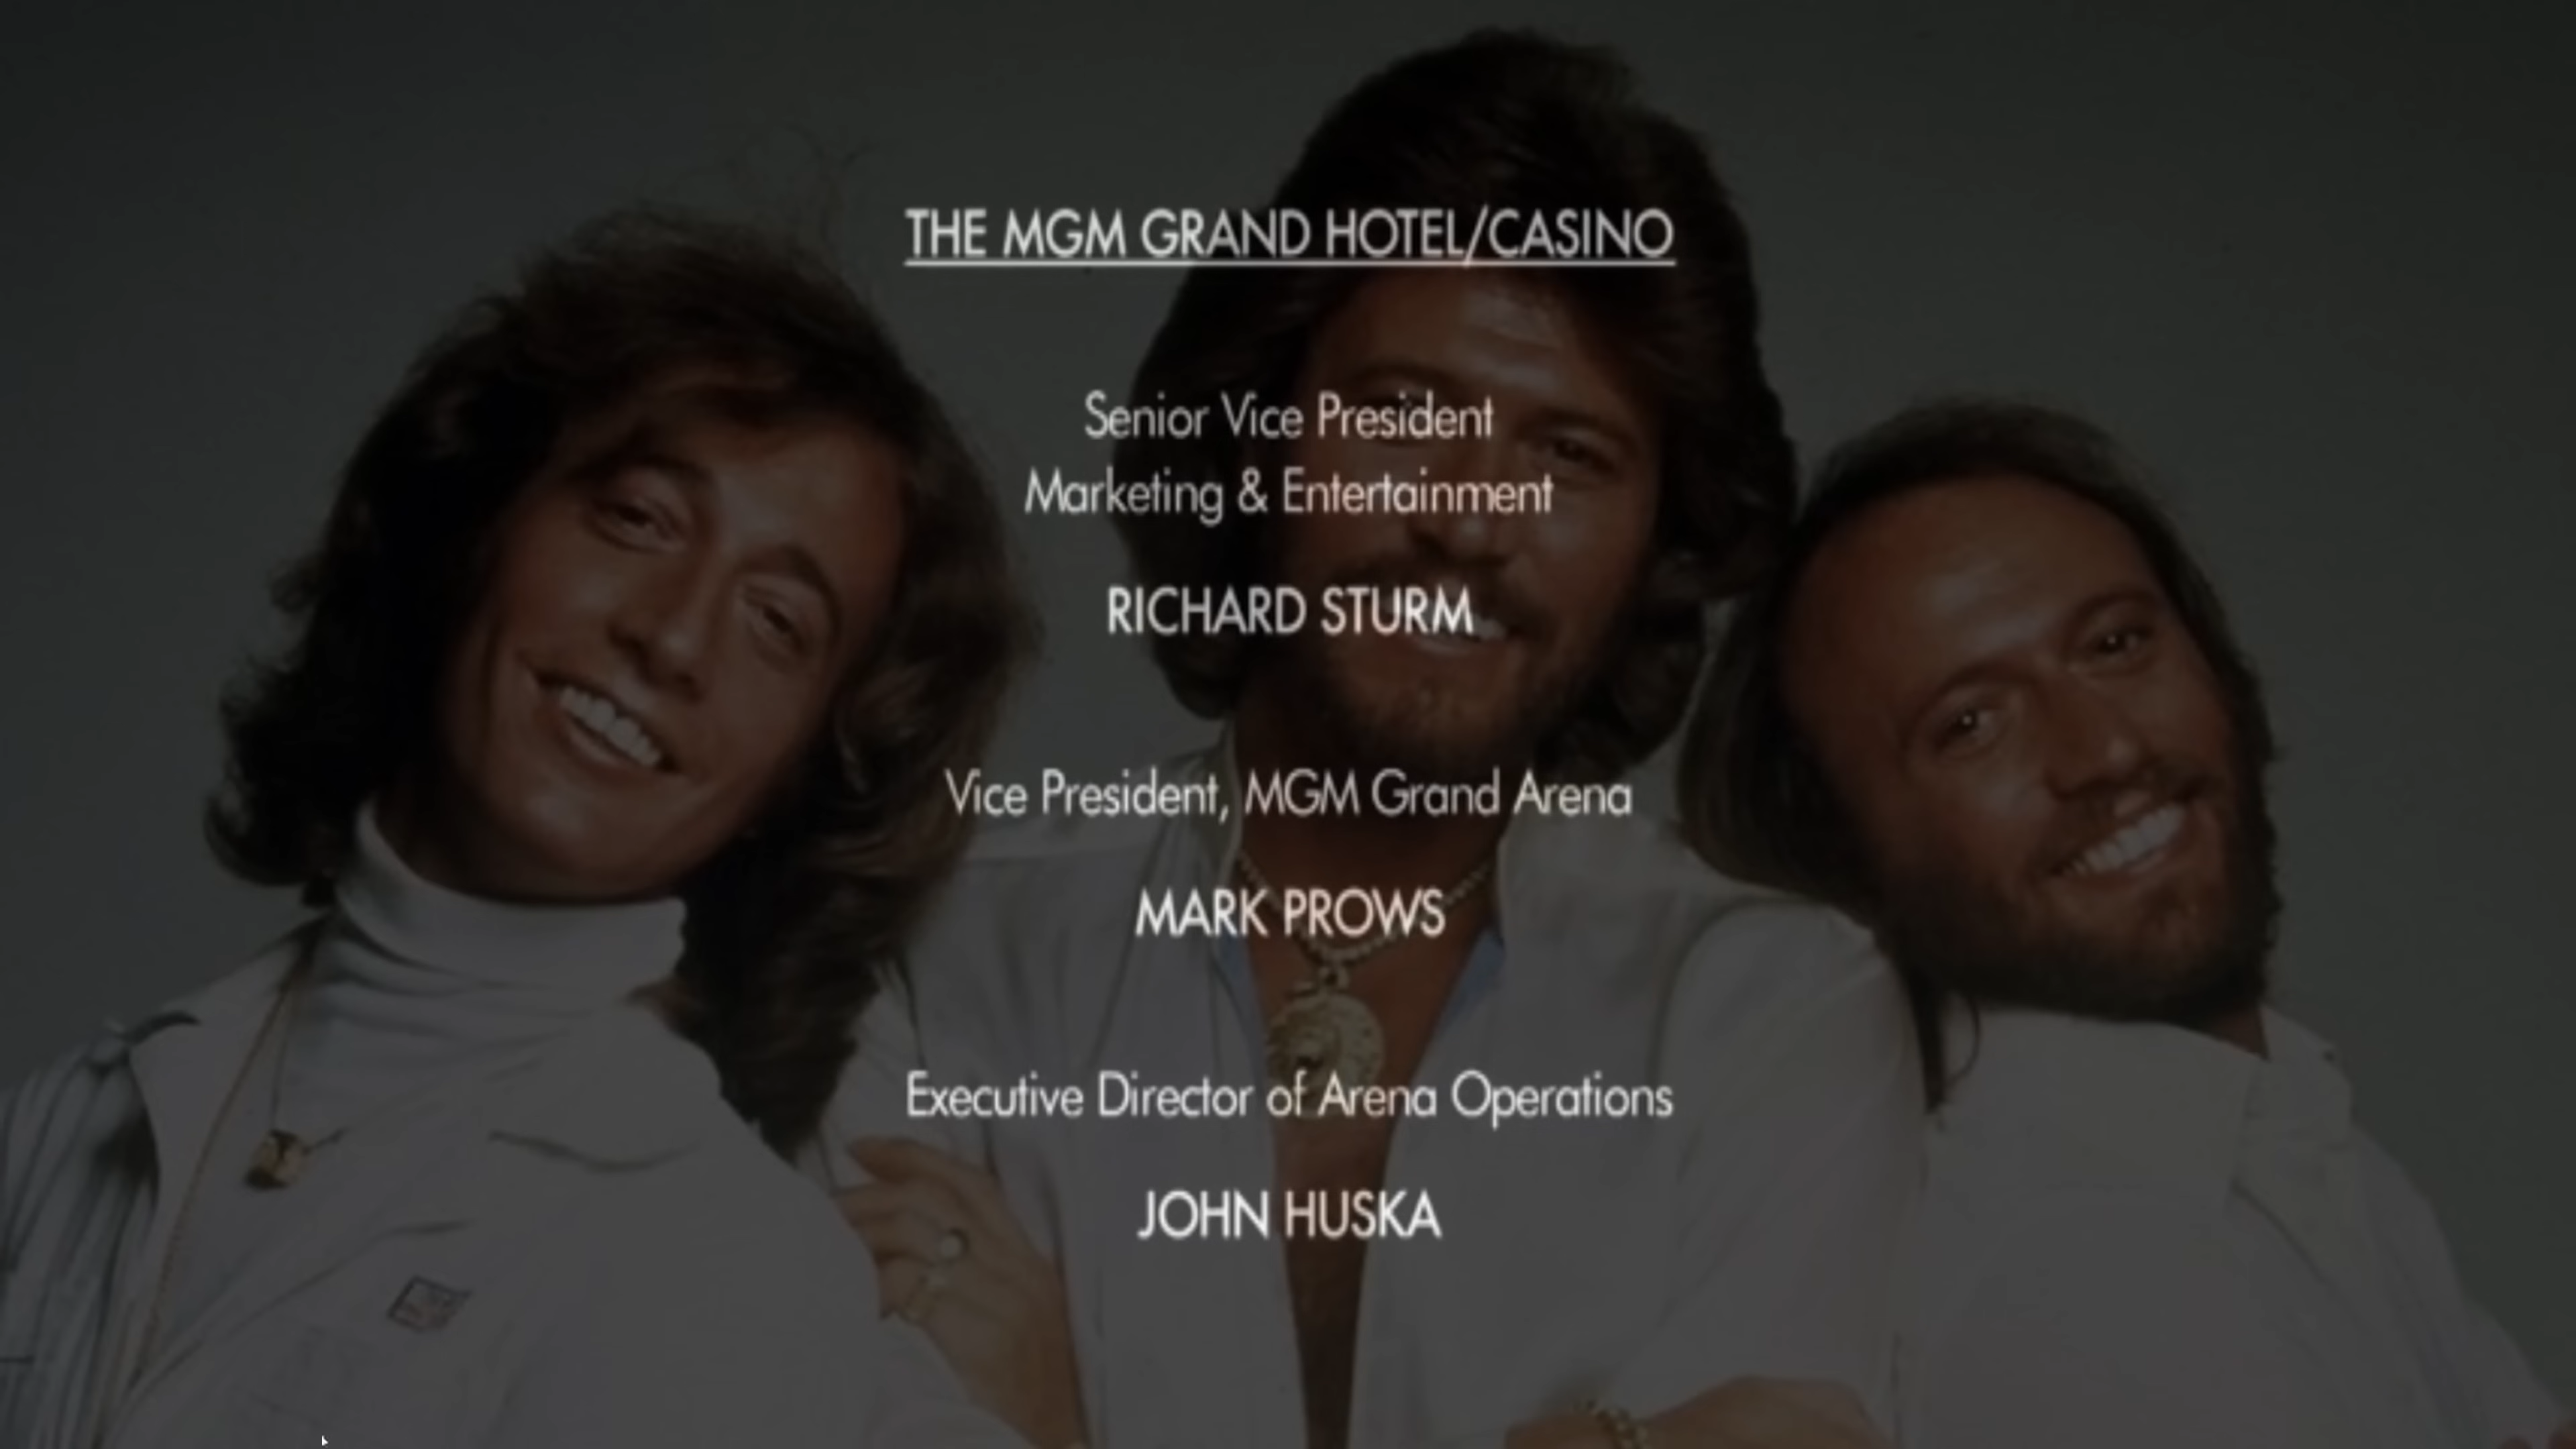 THE MGM GRAND HOTEL/CASINO
Senior Vice President
Marketing & Entertainment
RICHARD STURM
Vice President, MGM Grand Arena
MARK PROWS
Executive Director of Arena Operations
JOHN HUSKA